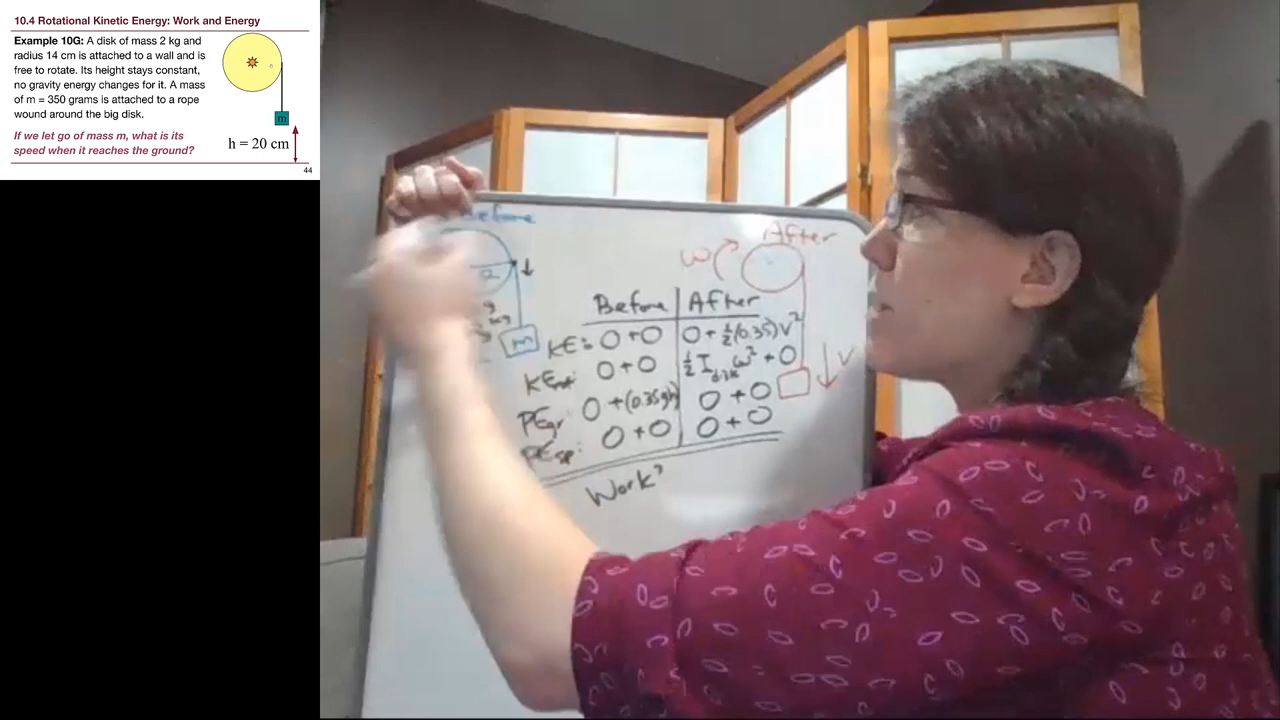 10.4 Rotational Kinetic Energy: Work and Energy
Example 10G: A disk of mass 2 kg and
radius 14 cm is attached to a wall and is
free to rotate. Its height stays constant,
no gravity energy changes for it. A mass
of m = 350 grams is attached to a rope
wound around the big disk.
If we let go of mass m, what is its
speed when it reaches the ground?
m
h = 20 cm
44
Before
After
ω
m
v
Before After
KE: 0+0 0+½(0.35)v²
KErot: 0+0 ½ I disk ω² + 0
PEgr: 0+(0.35gh) 0+0
PEsp: 0+0 0+0
Work?